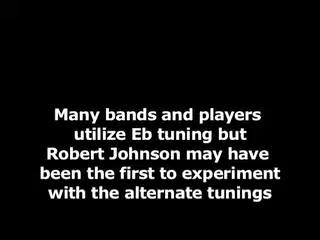 Many bands and players
utilize Eb tuning but
Robert Johnson may have
been the first to experiment
with the alternate tunings